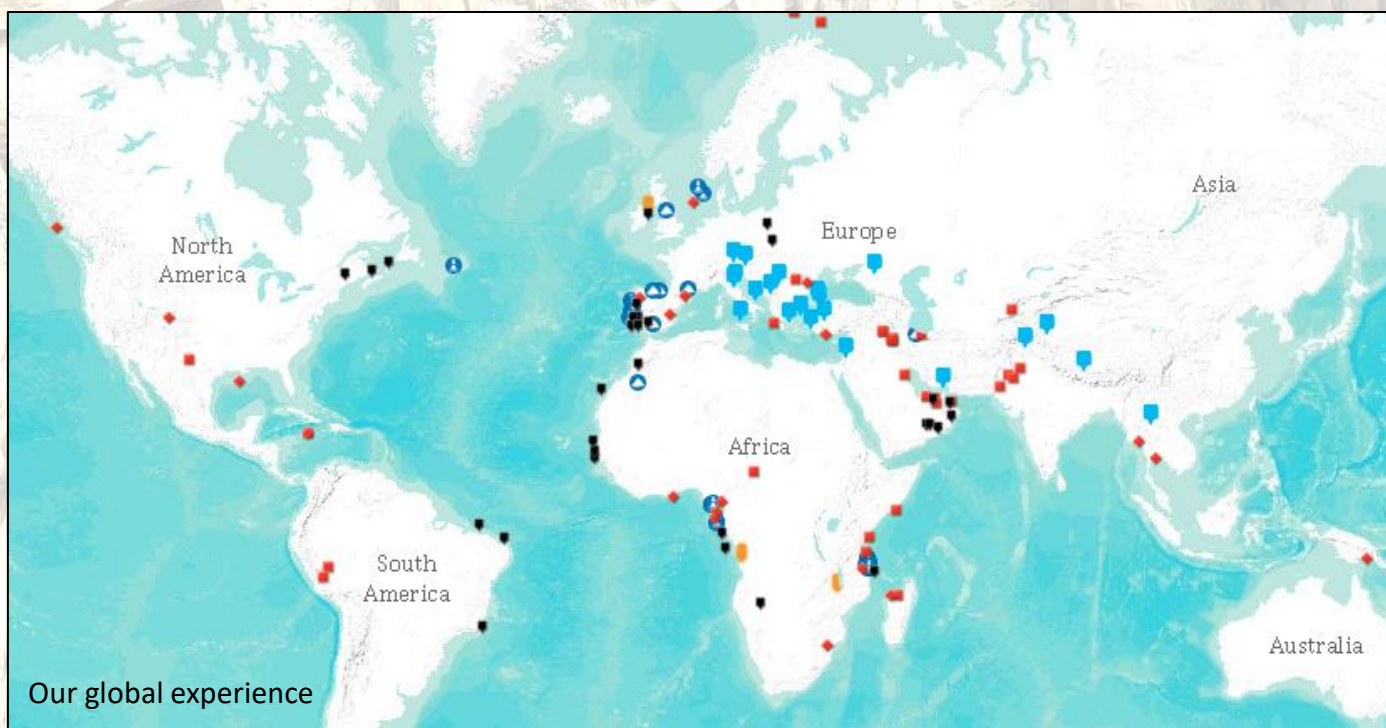 Asia
Europe
North
America
Africa
South
America
Australia
Our global experience